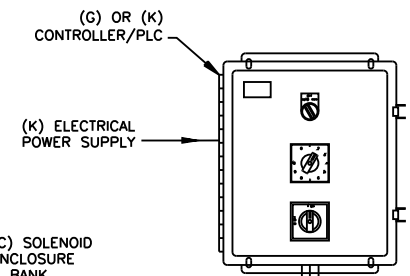 (G) OR (K)
CONTROLLER/PLC
(K) ELECTRICAL
POWER SUPPLY
C) SOLENOID
NCLOSURE
BANK